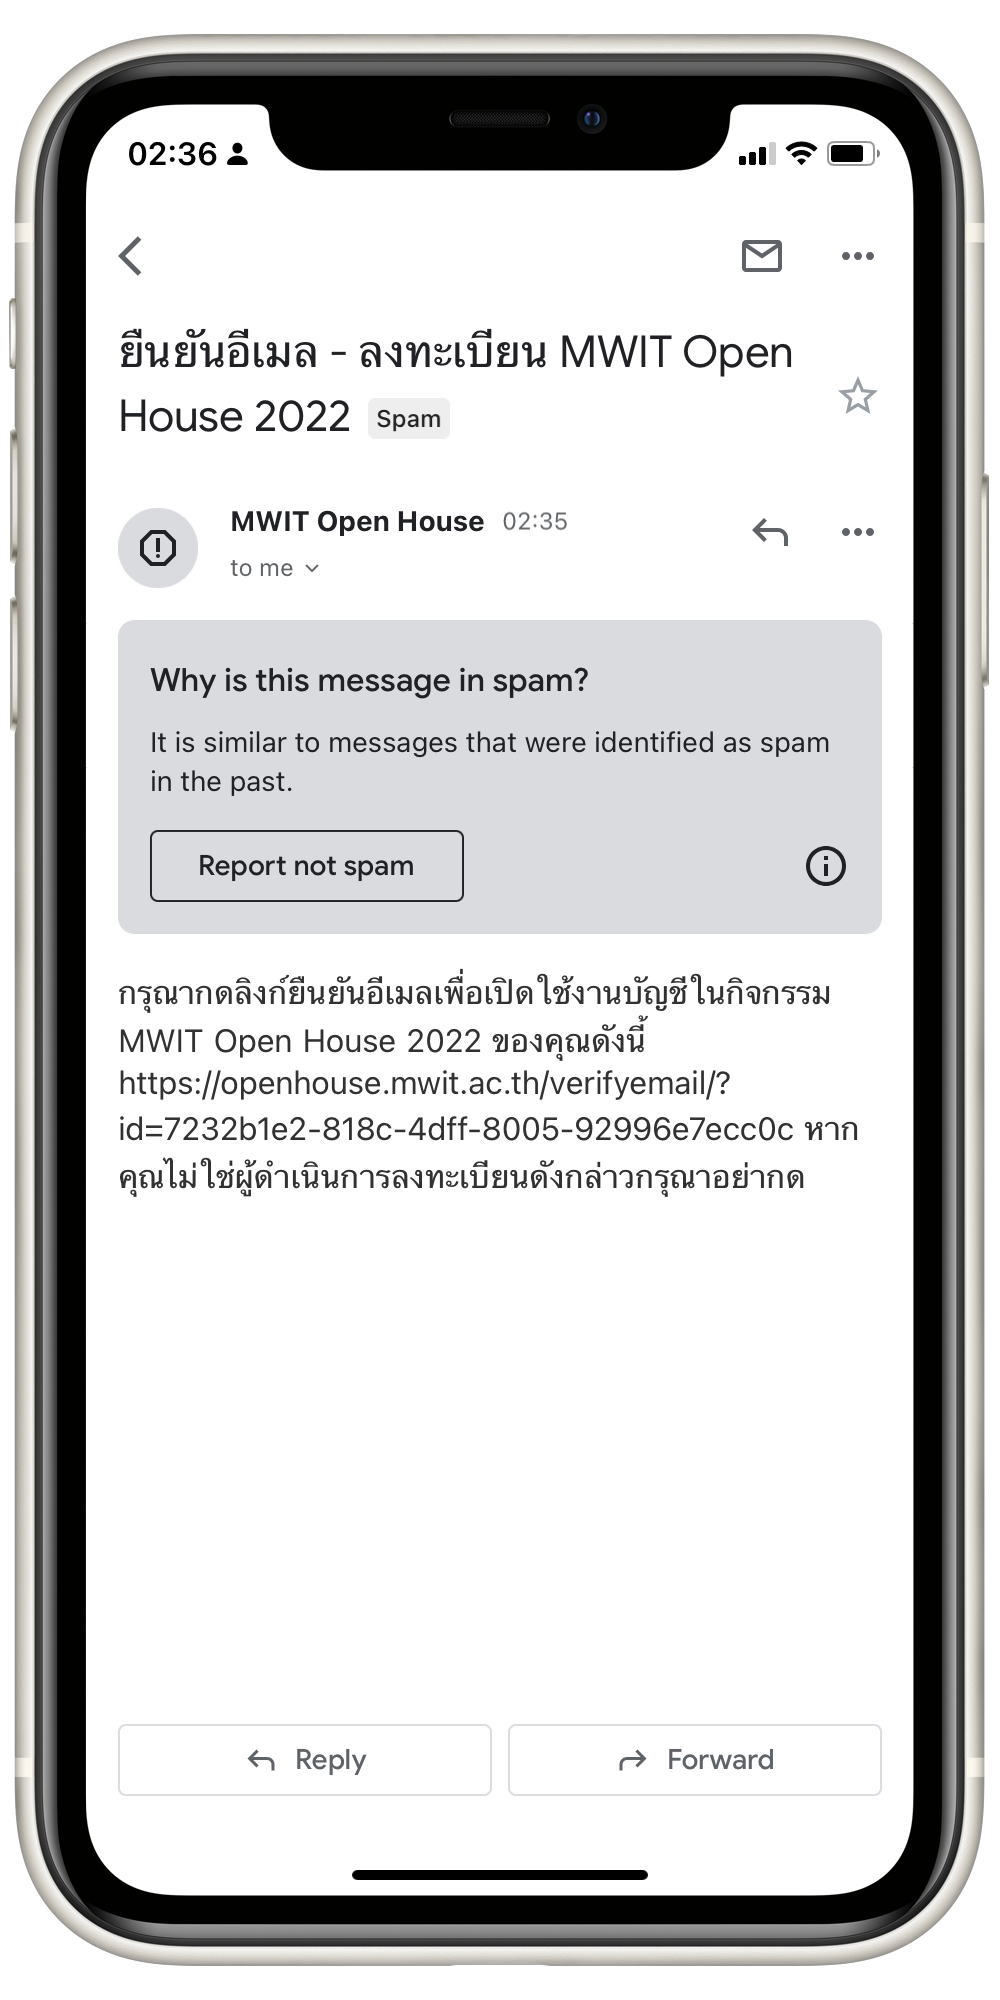 02:36
ยืนยันอีเมล - ลงทะเบียน MWIT Open
House 2022 Spam
MWIT Open House 02:35
to me
Why is this message in spam?
It is similar to messages that were identified as spam
in the past.
Report not spam
กรุณากดลิงก์ยืนยันอีเมลเพื่อเปิดใช้งานบัญชีในกิจกรรม
MWIT Open House 2022 ของคุณดังนี้
https://openhouse.mwit.ac.th/verifyemail/?
id=7232b1e2-818c-4dff-8005-92996e7ecc0c หาก
คุณไม่ใช่ผู้ดำเนินการลงทะเบียนดังกล่าวกรุณาอย่ากด
Reply
Forward